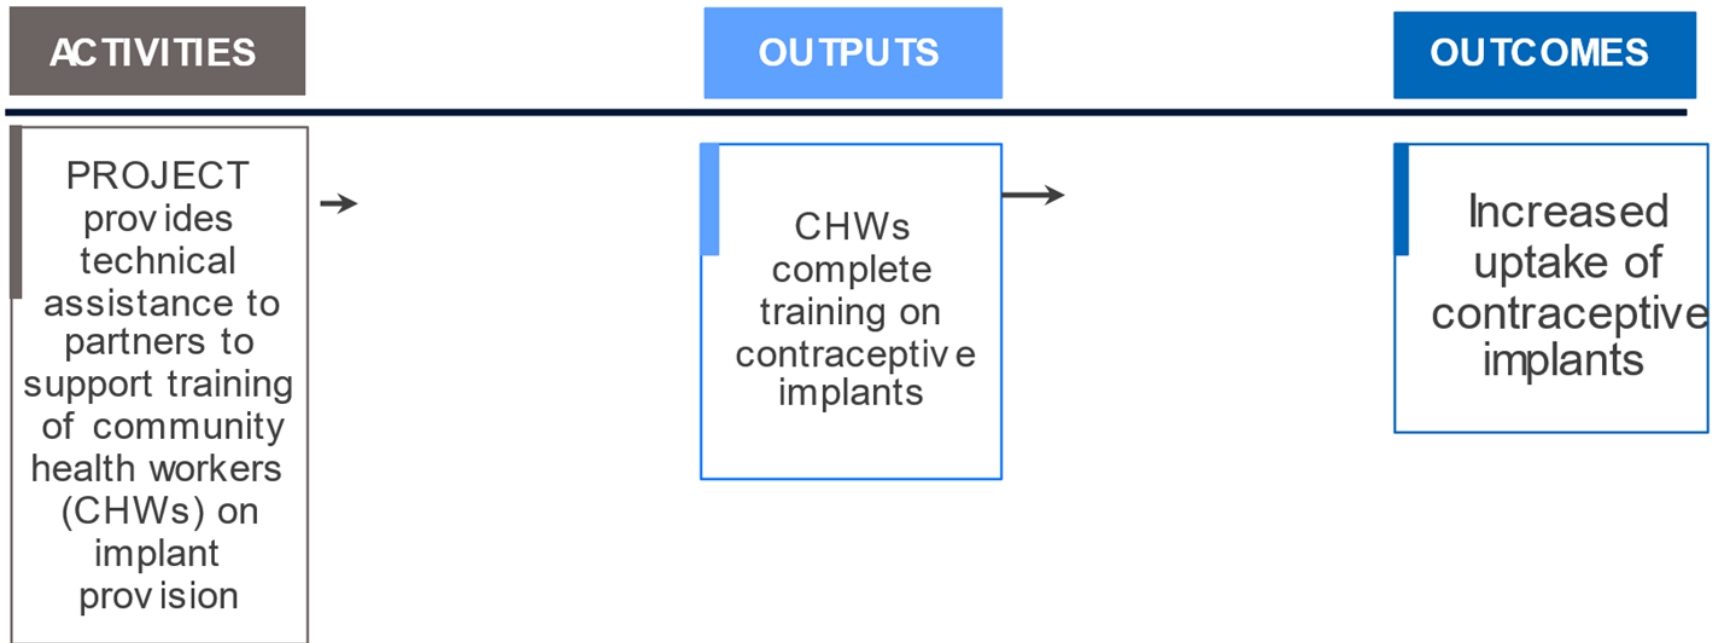 ACTIVITIES
OUTPUTS
OUTCOMES
PROJECT
provides
technical
assistance to
partners to
support training
of community
health workers
(CHWs) on
implant
provision
CHWs
complete
training on
contraceptive
implants
Increased
uptake of
contraceptive
implants